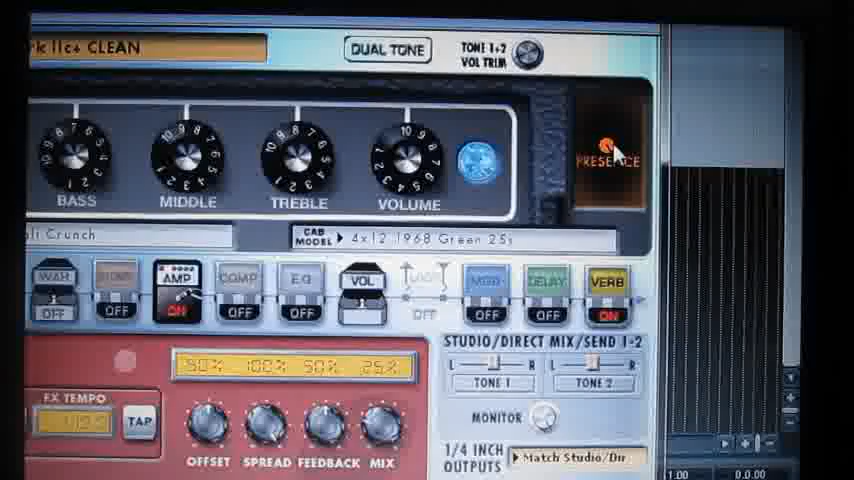 k IIc+ CLEAN
DUAL TONE
TONE 1+2
VOL TRIM
PRESENCE
BASS
MIDDLE
TREBLE
VOLUME
Crunch
CAB
MODEL
4x12 1968 Green 25s
WAH
OFF
OFF
AMP
ON
COMP
OFF
EQ
OFF
VOL
LOOP
OFF
MOD
OFF
DELAY
OFF
VERB
ON
STUDIO/DIRECT MIX/SEND 1-2
L R
L R
TONE 1
TONE 2
MONITOR
1/4 INCH
OUTPUTS
Match Studio/Dir
50% 100% 50% 25%
FX TEMPO
TAP
OFFSET
SPREAD
FEEDBACK
MIX
1.00
0.0.00